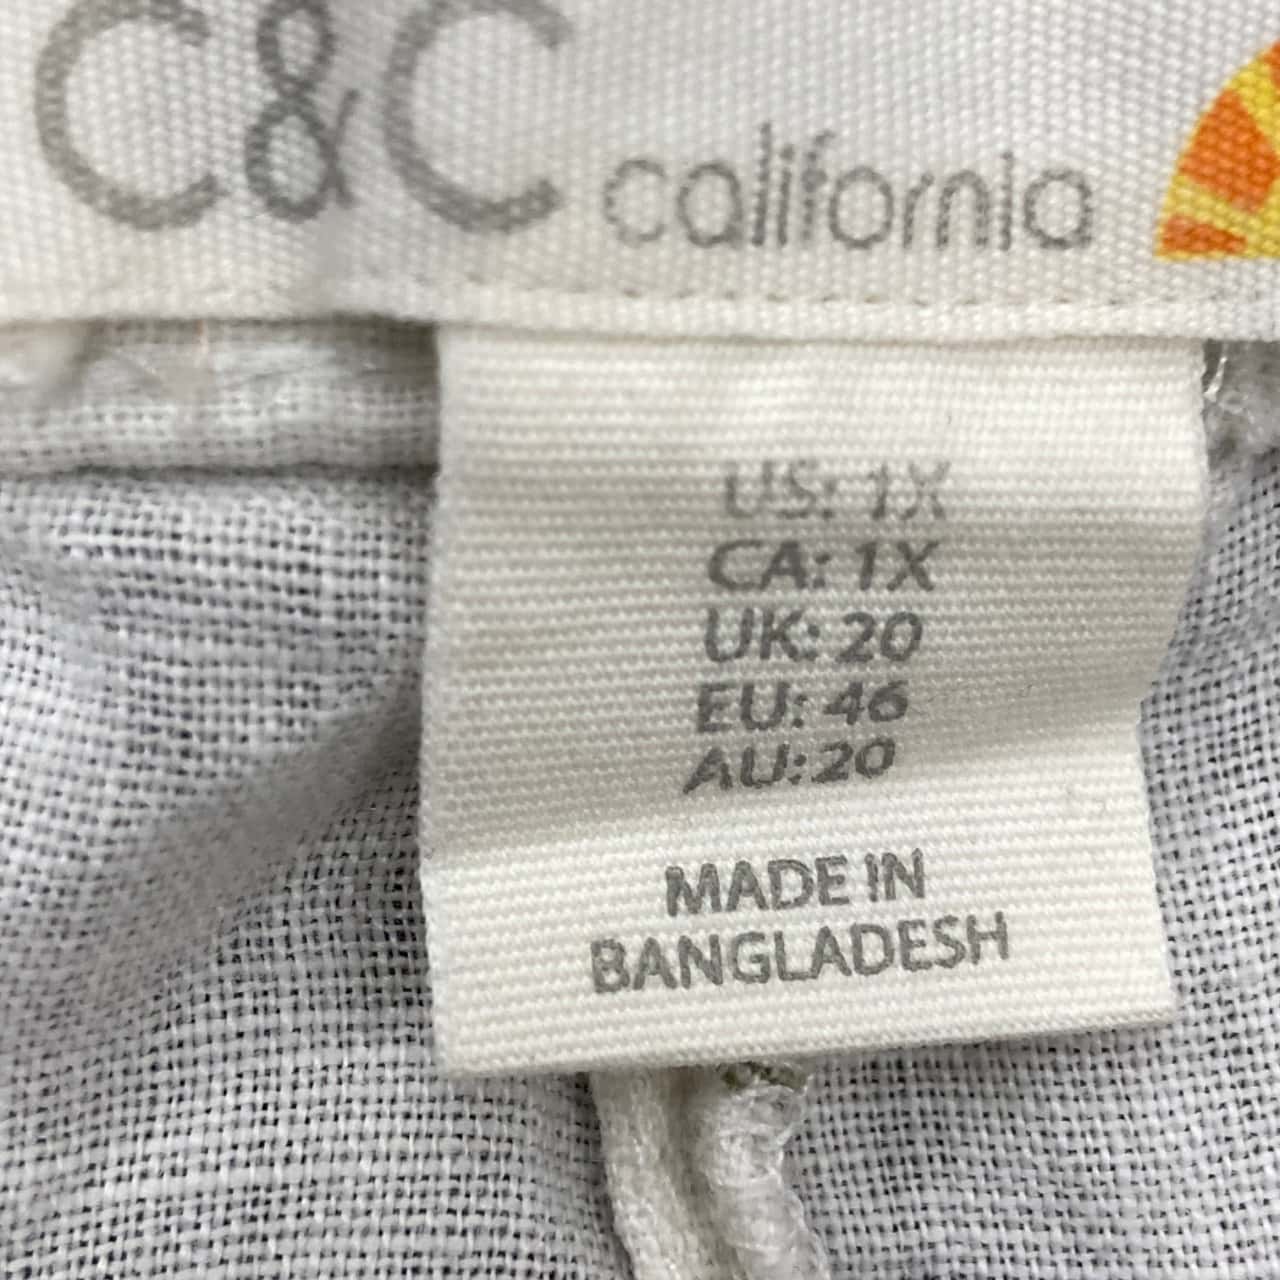 C&C california
US: 1X
CA: 1X
UK: 20
EU: 46
AU: 20
MADE IN
BANGLADESH